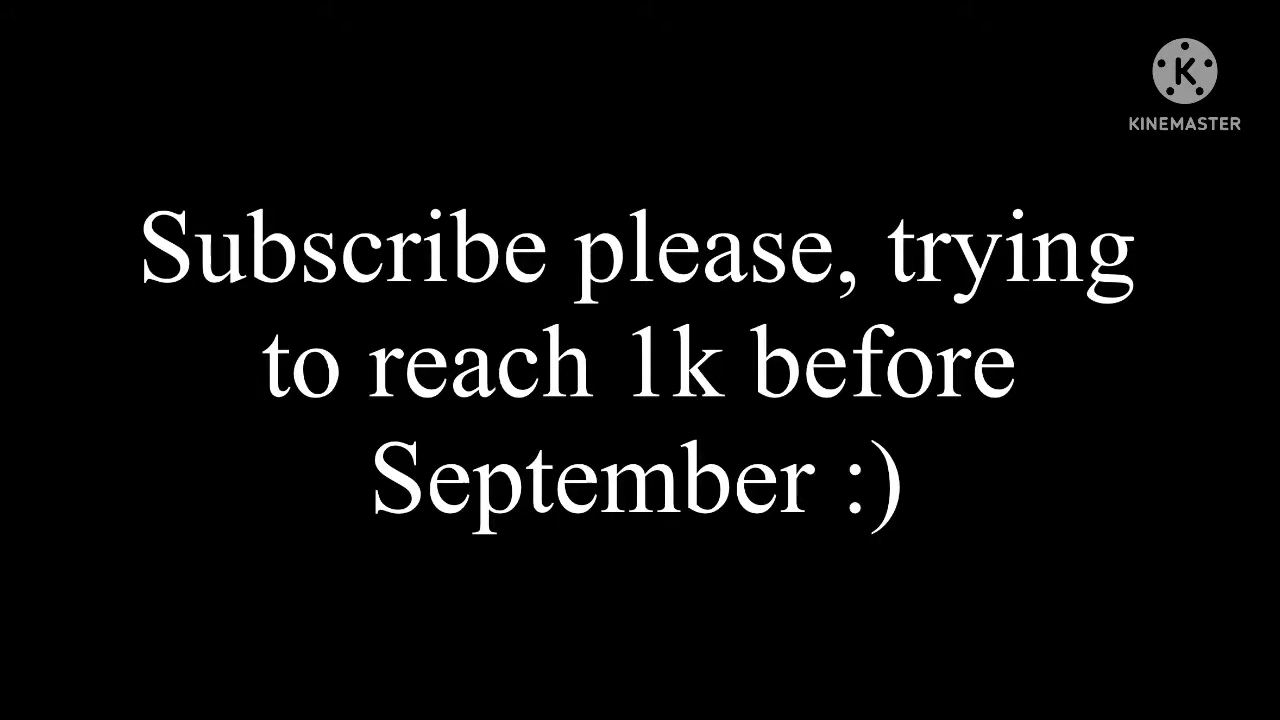 K
KINEMASTER
Subscribe please, trying
to reach 1k before
September :)